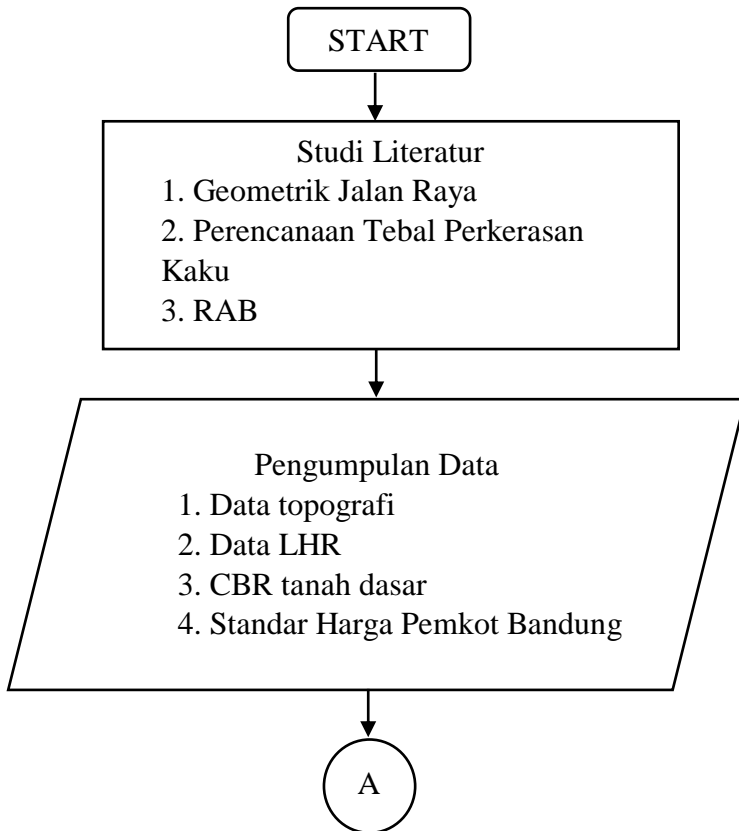 START
Studi Literatur
1. Geometrik Jalan Raya
2. Perencanaan Tebal Perkerasan
Kaku
3. RAB
Pengumpulan Data
1. Data topografi
2. Data LHR
3. CBR tanah dasar
4. Standar Harga Pemkot Bandung
A